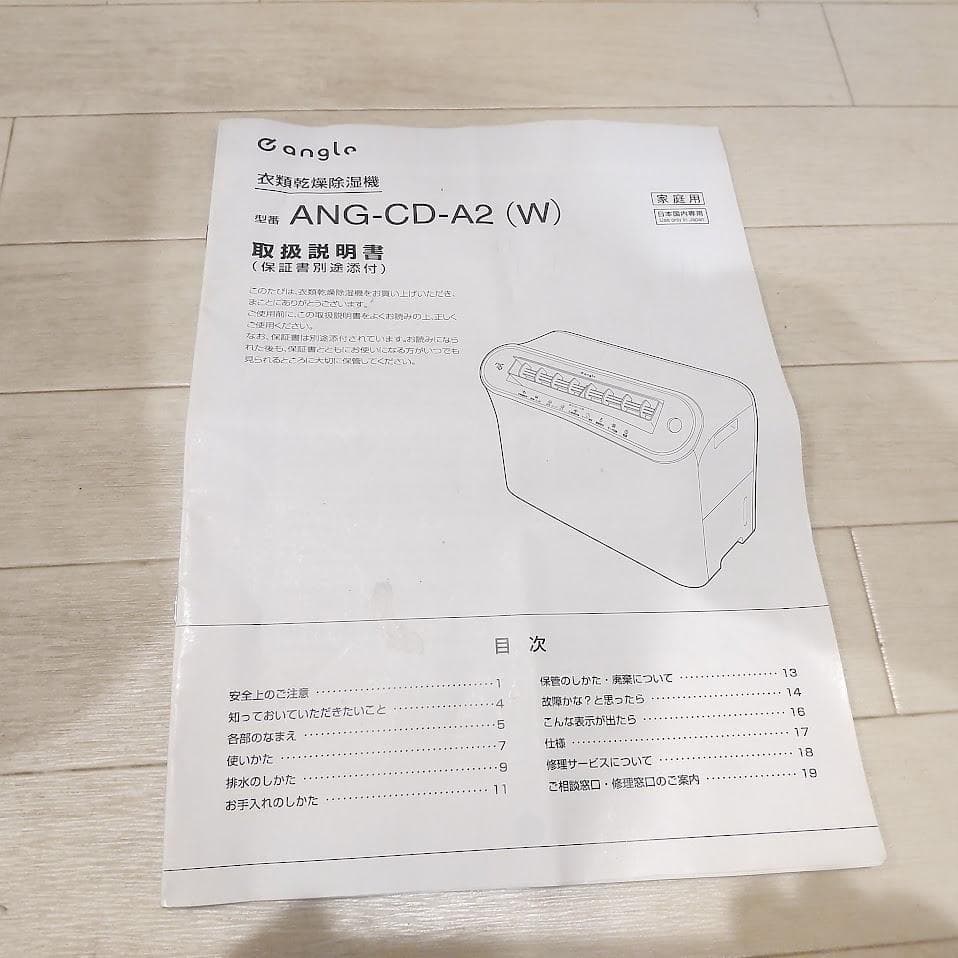 e angle
衣類乾燥除湿機
型番 ANG-CD-A2 (W)
家庭用
日本国内専用
Use only in Japan
取扱説明書
(保証書別途添付)
このたびは、衣類乾燥除湿機をお買い上げいただき、
まことにありがとうございます。
ご使用前に、この取扱説明書をよくお読みの上、正しく
ご使用ください。
なお、保証書は別途添付されています。お読みになら
れた後も、保証書とともにお使いになる方がいつでも
見られるところに大切に保管してください。
目 次
安全上のご注意 ‥‥‥‥‥‥‥‥‥‥‥‥ 1
知っておいていただきたいこと ‥‥‥‥‥‥‥ 4
各部のなまえ ‥‥‥‥‥‥‥‥‥‥‥‥‥ 5
使いかた ‥‥‥‥‥‥‥‥‥‥‥‥‥‥‥ 7
排水のしかた ‥‥‥‥‥‥‥‥‥‥‥‥‥ 9
お手入れのしかた ‥‥‥‥‥‥‥‥‥‥‥ 11
保管のしかた・廃棄について ‥‥‥‥‥‥‥ 13
故障かな?と思ったら ‥‥‥‥‥‥‥‥‥‥ 14
こんな表示が出たら ‥‥‥‥‥‥‥‥‥‥ 16
仕様 ‥‥‥‥‥‥‥‥‥‥‥‥‥‥‥‥ 17
修理サービスについて ‥‥‥‥‥‥‥‥‥ 18
ご相談窓口・修理窓口のご案内 ‥‥‥‥‥‥ 19